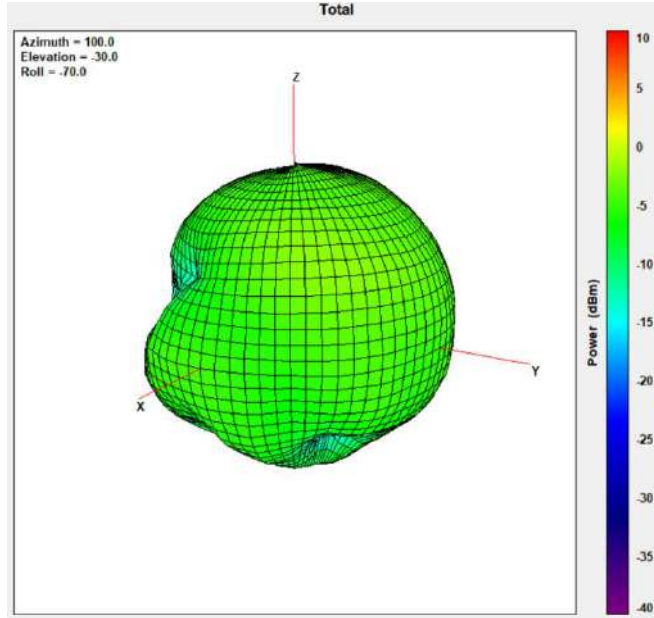 Total
Azimuth = 100.0
Elevation = -30.0
Roll = -70.0
Z
Y
X
10
5
0
-5
-10
-15
-20
-25
-30
-35
-40
Power (dBm)